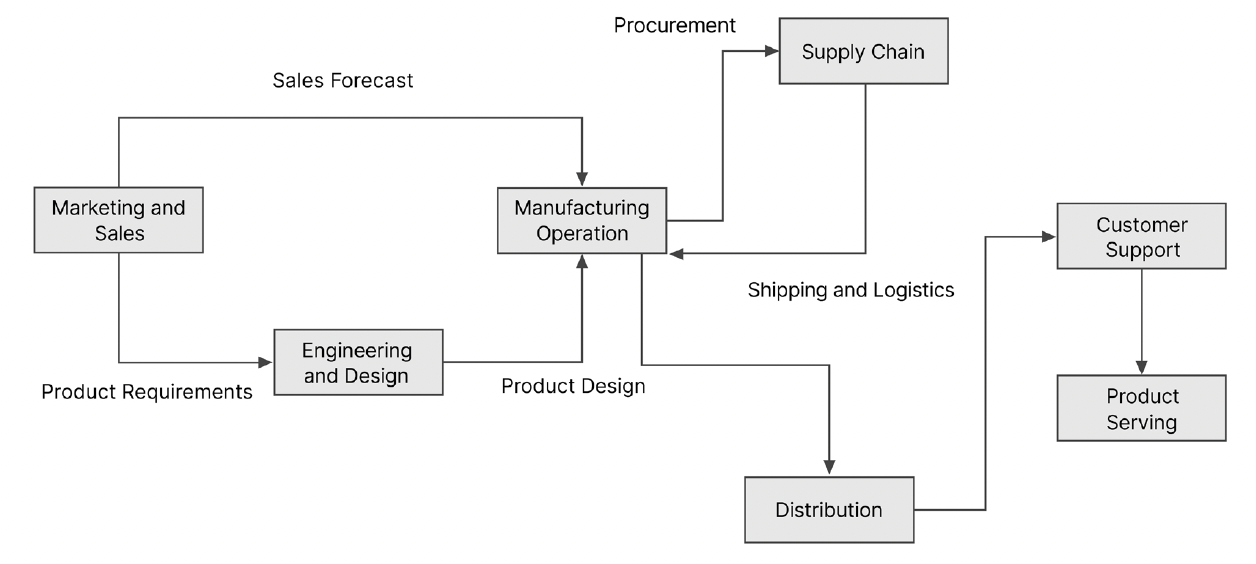 Procurement
Supply Chain
Sales Forecast
Marketing and
Sales
Manufacturing
Operation
Customer
Support
Shipping and Logistics
Engineering
and Design
Product Requirements
Product Design
Product
Serving
Distribution